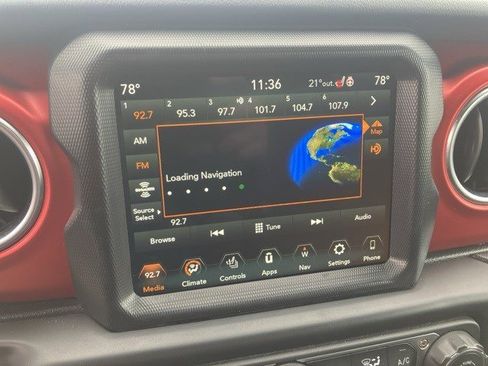 78° 11:36 21°out. 78°
1 92.7 2 95.3 3 97.7 4 101.7 5 104.7 6 107.9
AM
FM
Map
Loading Navigation
SiriusXM
Source
Select
92.7
Browse Tune Audio
92.7 W
Media Climate Controls Apps Nav Settings Phone
A/C